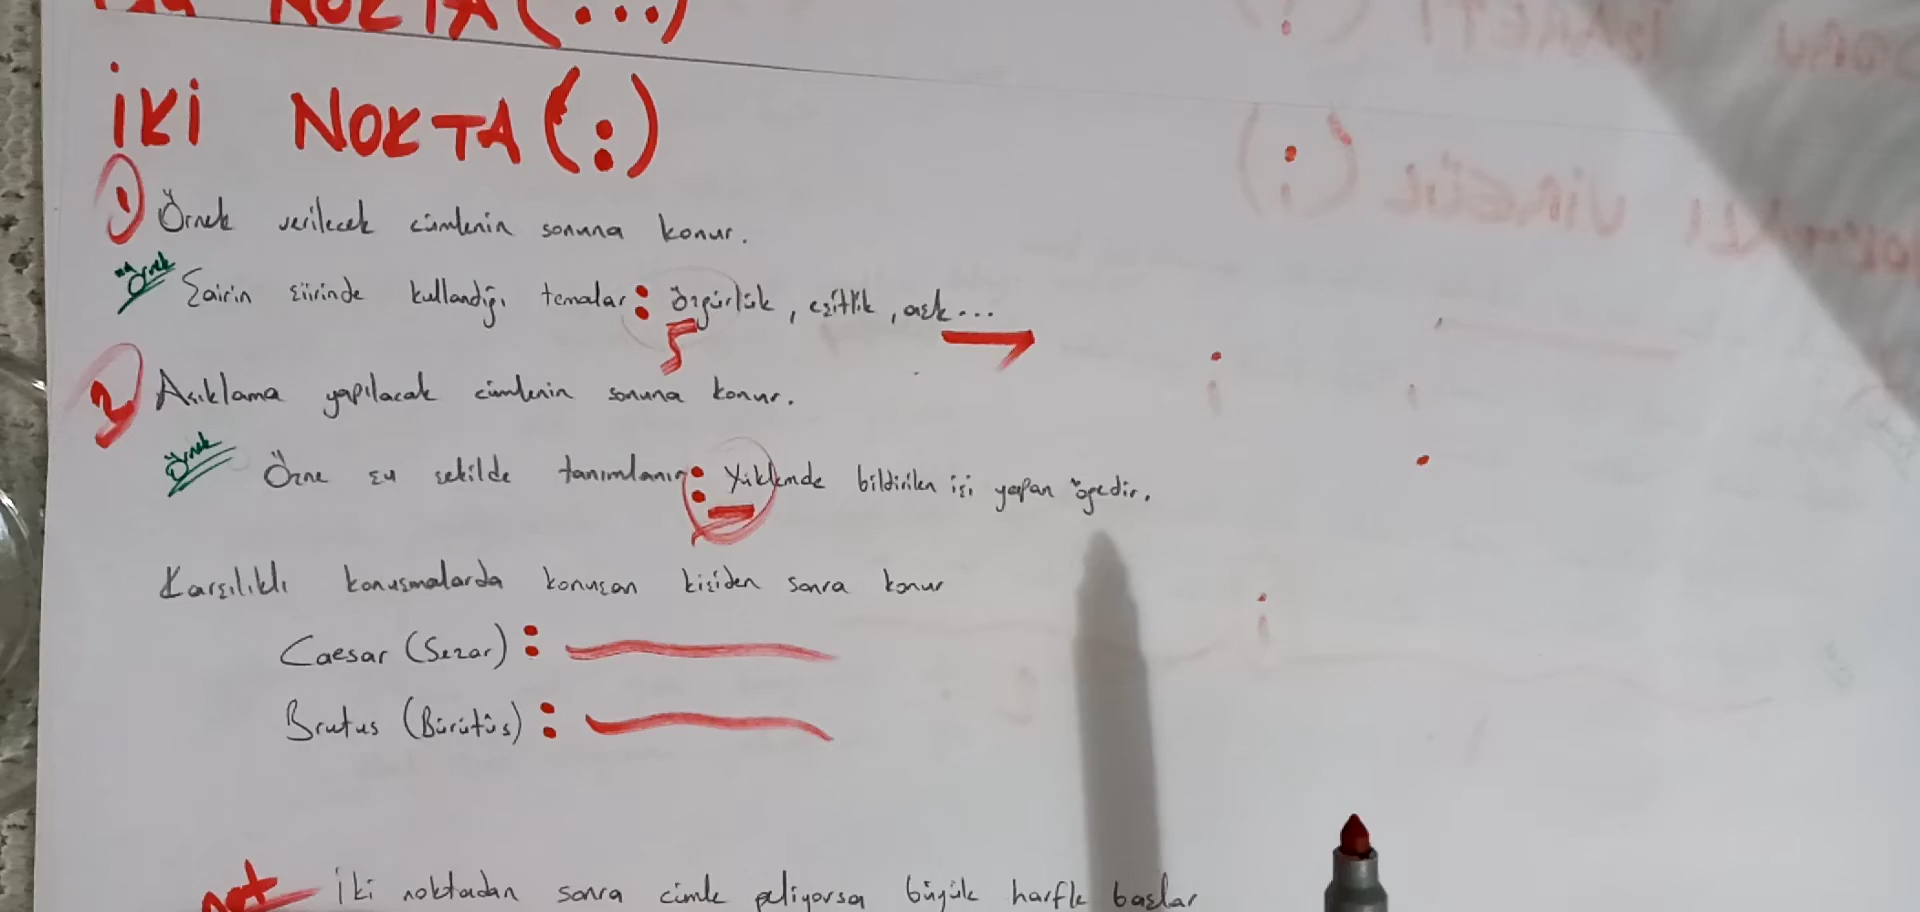 NOKTA (...)
İKİ NOKTA (:)
1 Örnek verilecek cümlenin sonuna konur.
Örnek Şairin şiirinde kullandığı temalar: özgürlük, eşitlik, aşk...
2 Açıklama yapılacak cümlenin sonuna konur.
Örnek Özne şu şekilde tanımlanır: Yüklemde bildirilen işi yapan ögedir.
Karşılıklı konuşmalarda konuşan kişiden sonra konur
Caesar (Sezar) :
Brutus (Bürütüs) :
not İki noktadan sonra cümle geliyorsa büyük harfle başlar